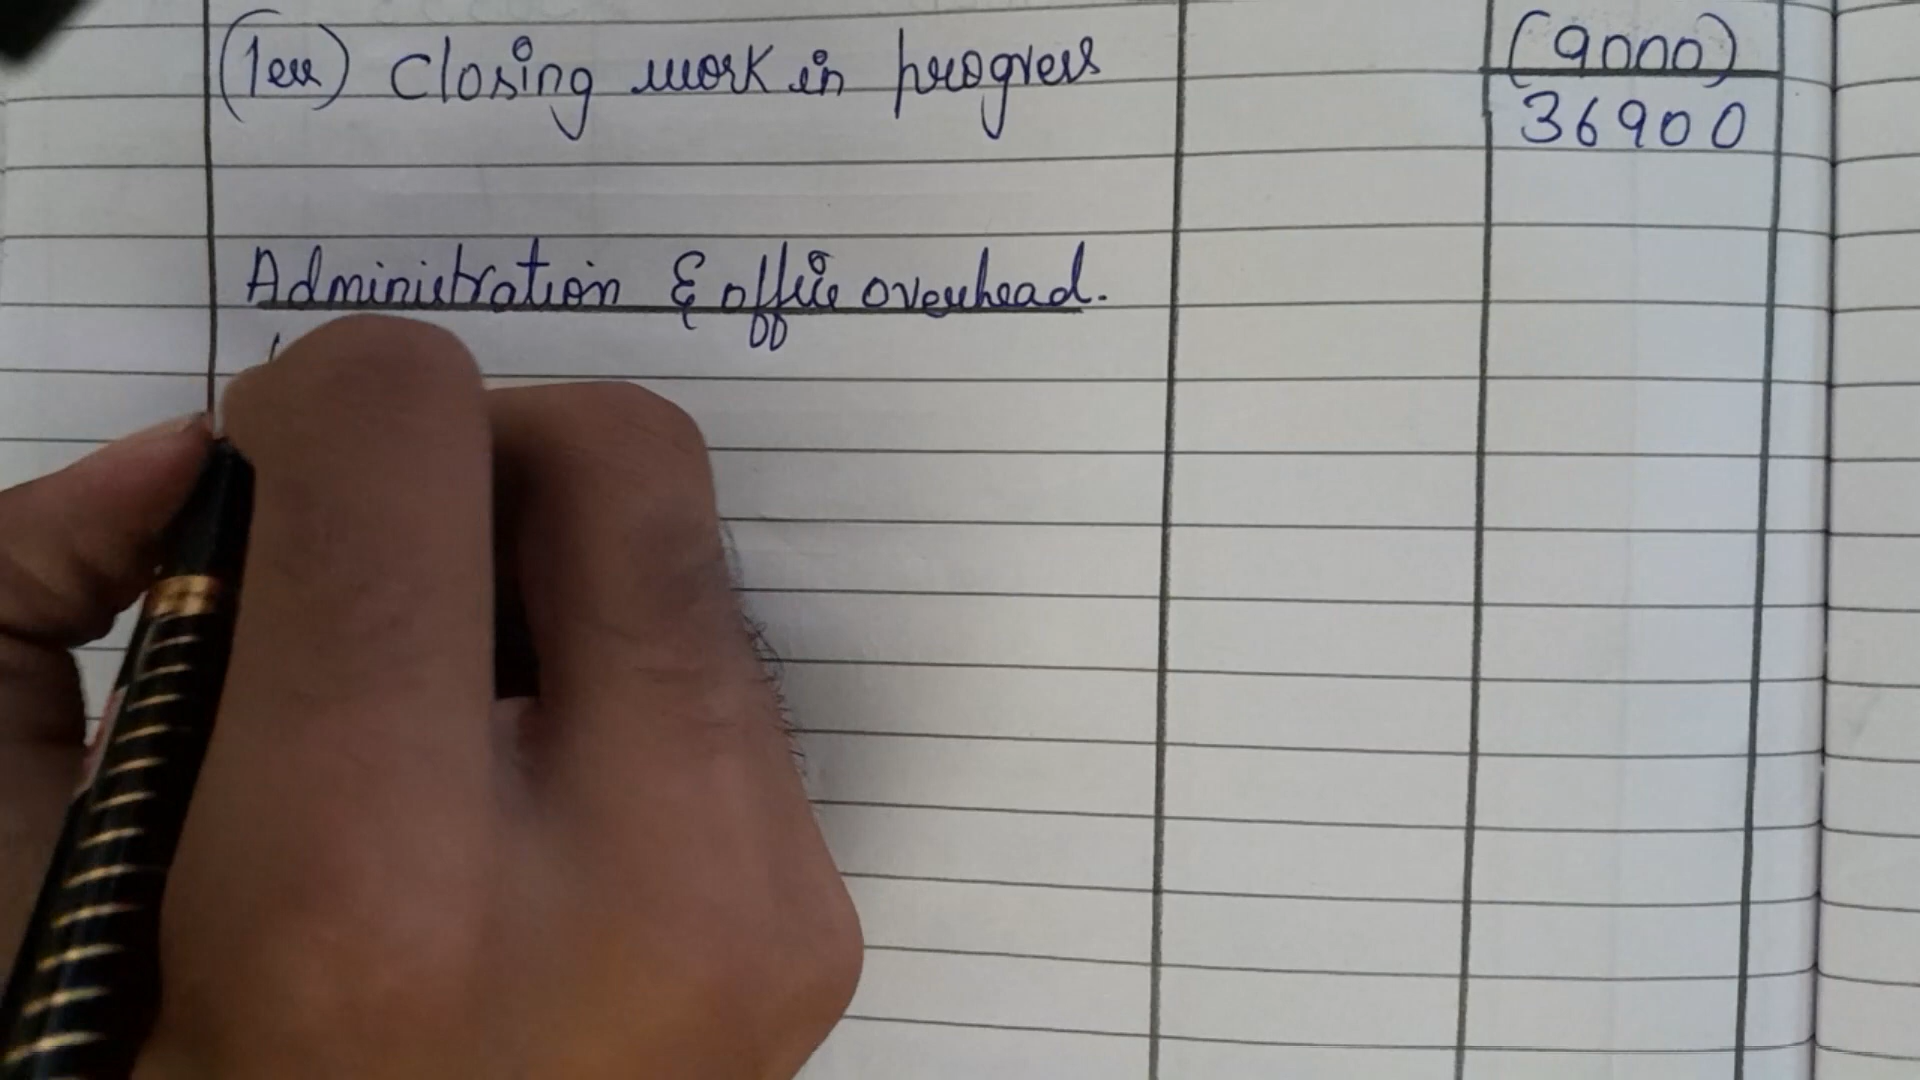 (less) Closing work in progress (9000)
36900
Administration & office overhead.